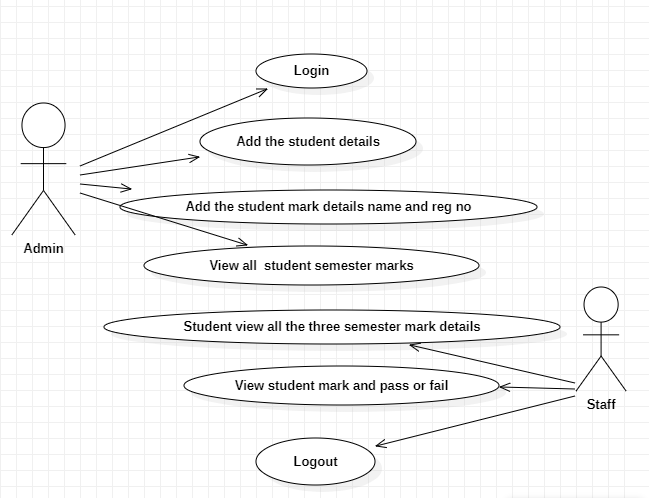 Login
Add the student details
Add the student mark details name and reg no
Admin
View all  student semester marks
Student view all the three semester mark details
View student mark and pass or fail
Staff
Logout